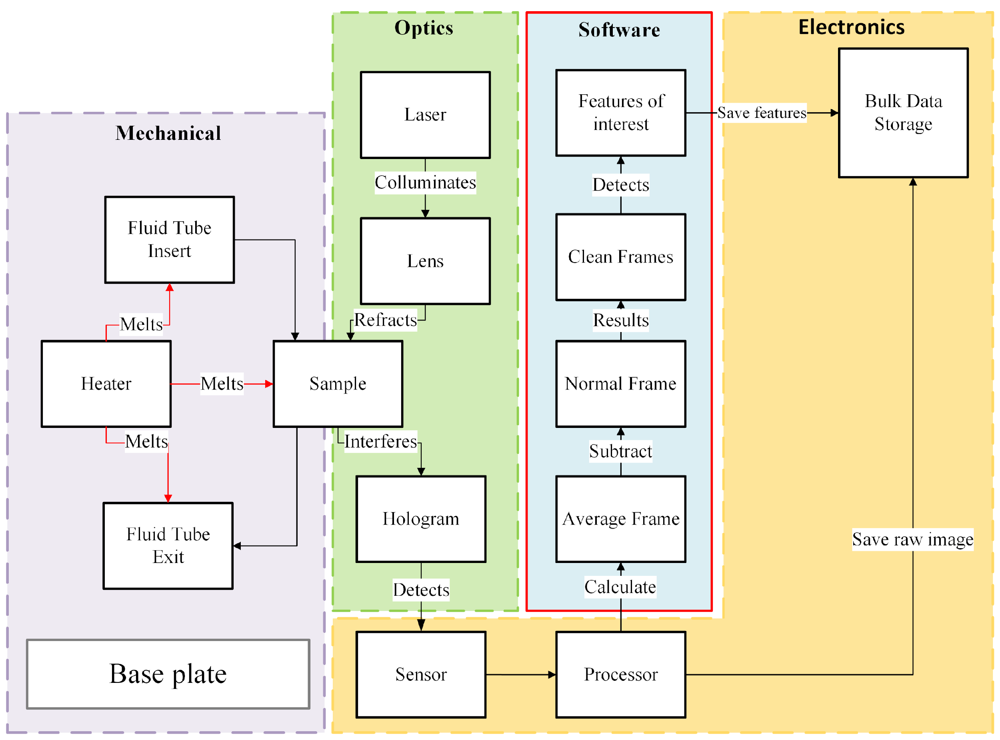 Mechanical
Fluid Tube
Insert
Melts
Heater
Melts
Melts
Fluid Tube
Exit
Base plate
Optics
Laser
Colluminates
Lens
Refracts
Sample
Interferes
Hologram
Detects
Sensor
Software
Features of
interest
Detects
Clean Frames
Results
Normal Frame
Subtract
Average Frame
Calculate
Processor
Electronics
Bulk Data
Storage
Save features
Save raw image